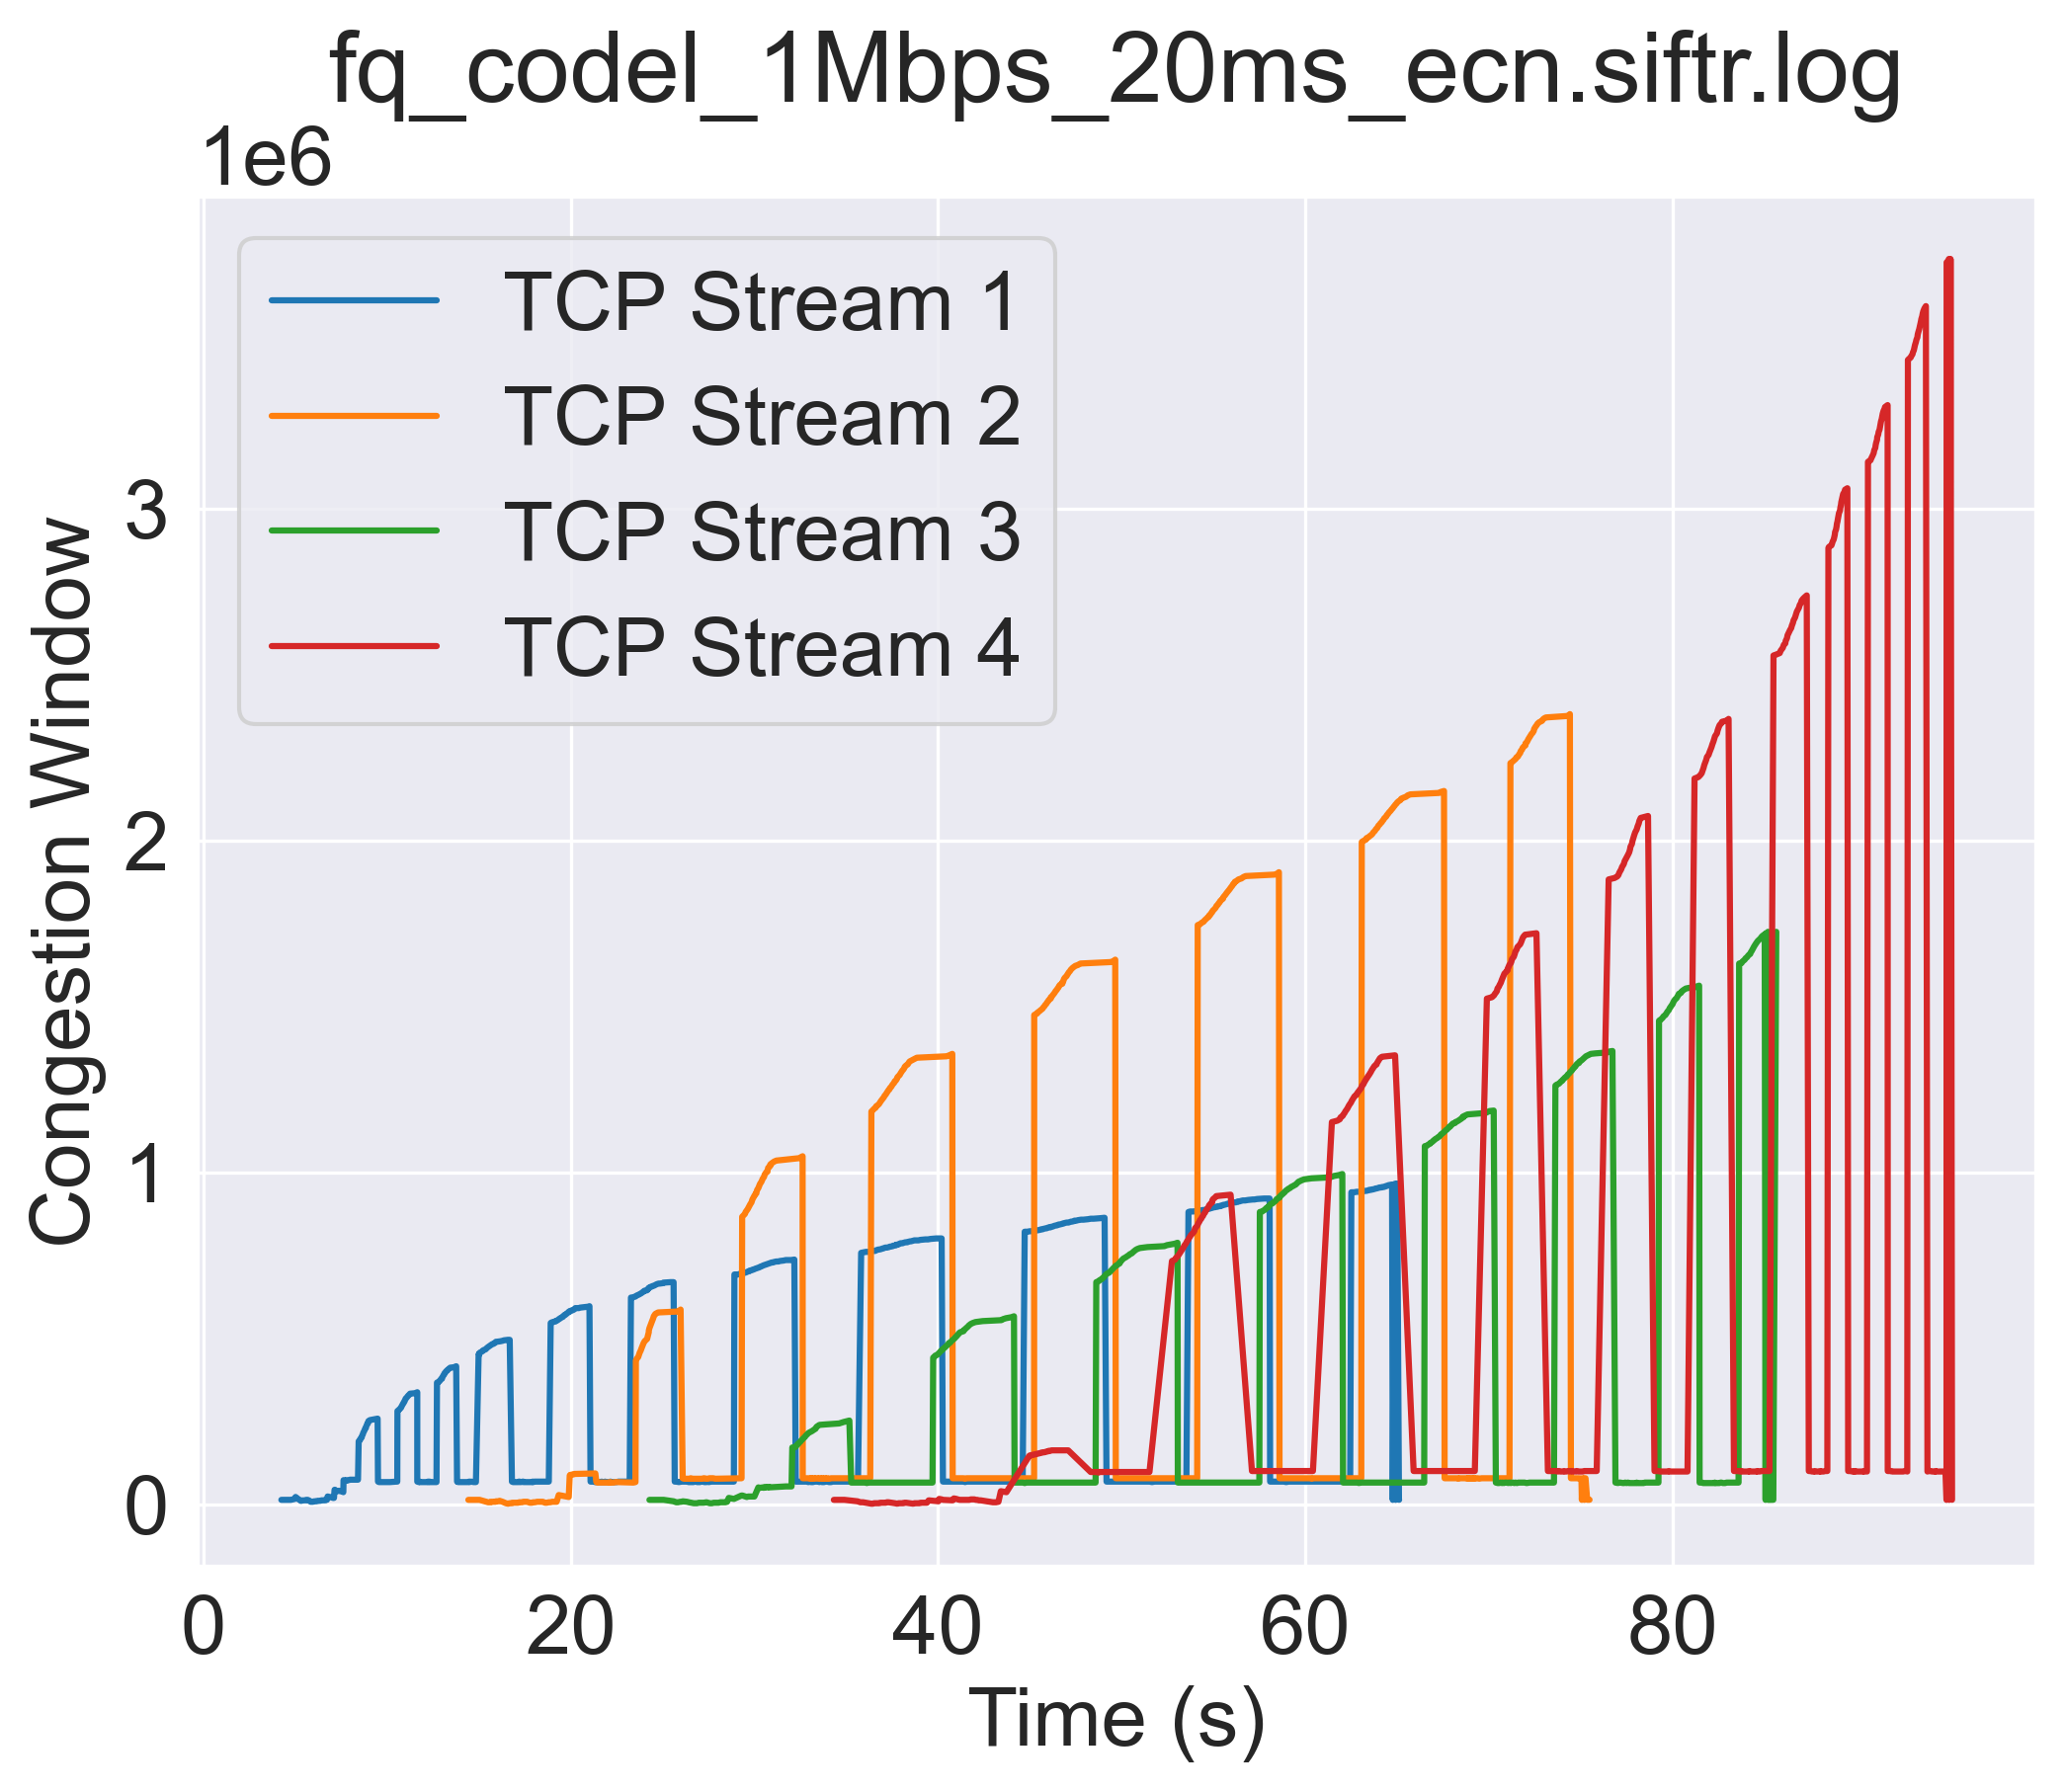 fq_codel_1Mbps_20ms_ecn.siftr.log
1e6
TCP Stream 1
TCP Stream 2
TCP Stream 3
TCP Stream 4
3
2
1
0
Congestion Window
0 20 40 60 80
Time (s)